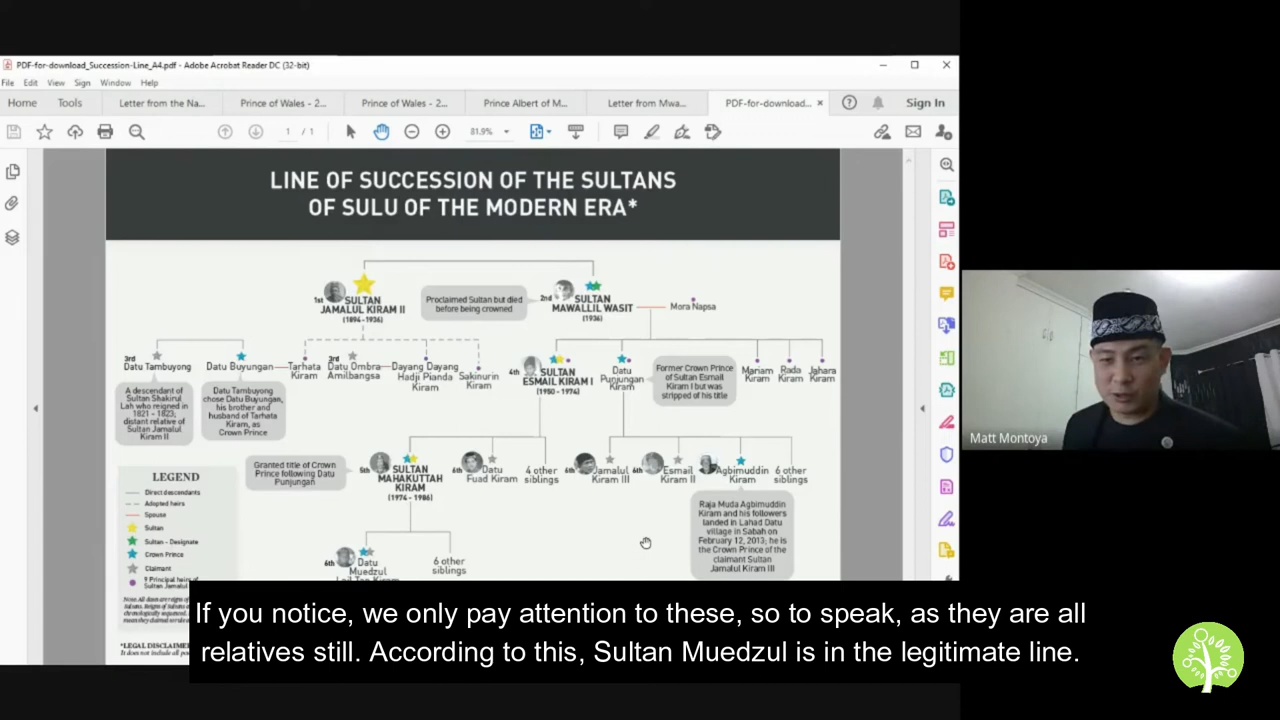 PDF-for-download_Succession-Line_A4.pdf - Adobe Acrobat Reader DC (32-bit)
File Edit View Sign Window Help
Home Tools Letter from the Na... Prince of Wales - 2... Prince of Wales - 2... Prince Albert of M... Letter from Mwa... PDF-for-download... × Sign In
1 / 1 81.9%
LINE OF SUCCESSION OF THE SULTANS
OF SULU OF THE MODERN ERA*
1st SULTAN
JAMALUL KIRAM II
(1894 - 1936)
Proclaimed Sultan but died
before being crowned
2nd SULTAN
MAWALLIL WASIT
(1936)
Mora Napsa
3rd
Datu Tambuyong
Datu Buyungan
Tarhata
Kiram
3rd
Datu Ombra
Amilbangsa
Dayang Dayang
Hadji Pianda
Kiram
Sakinurin
Kiram
4th SULTAN
ESMAIL KIRAM I
(1950 - 1974)
Datu
Punjungan
Kiram
Former Crown Prince
of Sultan Esmail
Kiram I but was
stripped of his title
Mariam
Kiram
Rada
Kiram
Jahara
Kiram
A descendant of
Sultan Shakirul
Lah who reigned in
1821 - 1823;
distant relative of
Sultan Jamalul
Kiram II
Datu Tambuyong
chose Datu Buyungan,
his brother and
husband of Tarhata
Kiram, as
Crown Prince
Granted title of Crown
Prince following Datu
Punjungan
5th SULTAN
MAHAKUTTAH
KIRAM
(1974 - 1986)
6th Datu
Fuad Kiram
4 other
siblings
6th Jamalul
Kiram III
6th Esmail
Kiram II
Agbimuddin
Kiram
6 other
siblings
Raja Muda Agbimuddin
Kiram and his followers
landed in Lahad Datu
village in Sabah on
February 12, 2013; he is
the Crown Prince of the
claimant Sultan
Jamalul Kiram III
LEGEND
Direct descendants
Adopted heirs
Spouse
Sultan
Sultan - Designate
Crown Prince
Claimant
9 Principal heirs of
Sultan Jamalul
6th Datu
Muedzul
6 other
siblings
*LEGAL DISCLAIME
Matt Montoya
If you notice, we only pay attention to these, so to speak, as they are all
relatives still. According to this, Sultan Muedzul is in the legitimate line.